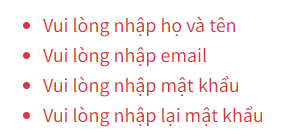 Vui lòng nhập họ và tên
Vui lòng nhập email
Vui lòng nhập mật khẩu
Vui lòng nhập lại mật khẩu